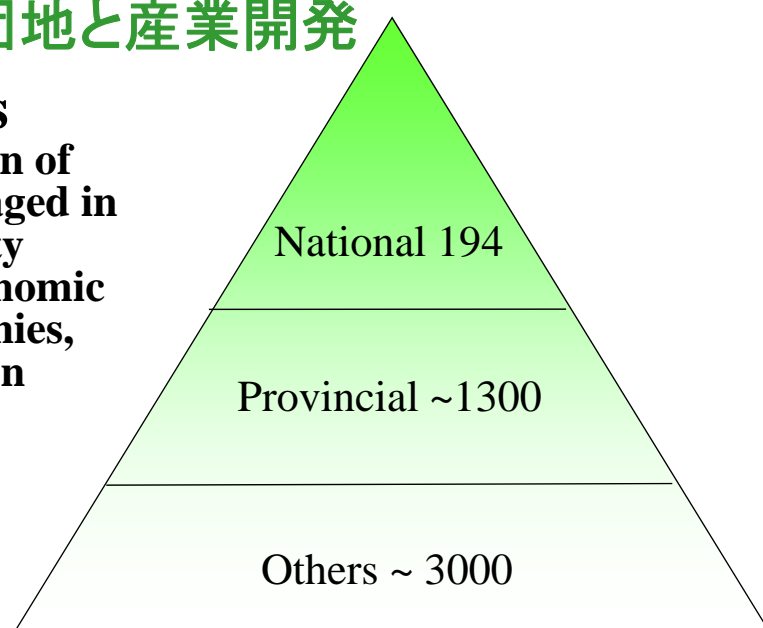 団地と産業開発
s
n of
aged in
ty
nomic
nies,
n
National 194
Provincial ~1300
Others ~ 3000